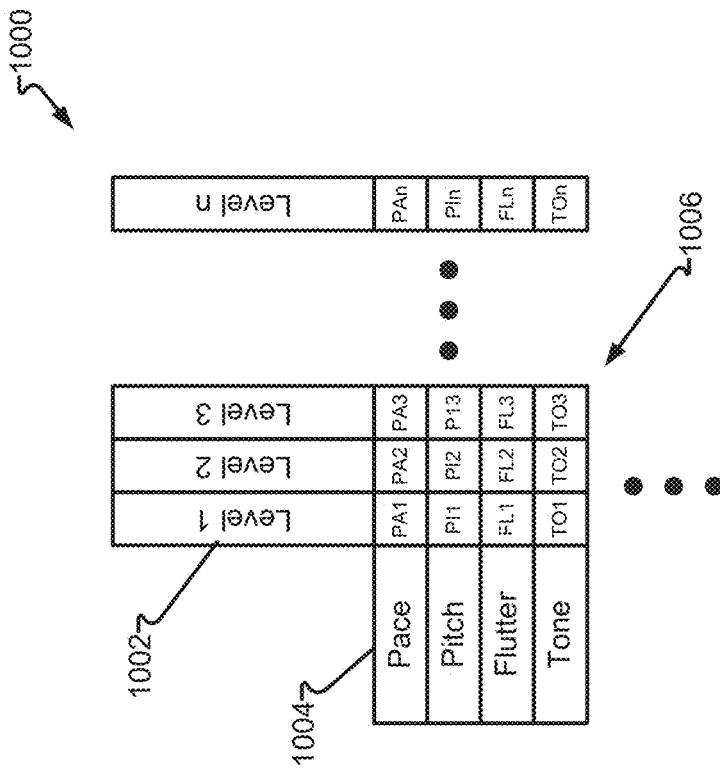 1000
1002
1004
1006
Level 1
Level 2
Level 3
Level n
Pace PA1 PA2 PA3 PAn
Pitch PI1 PI2 P13 PIn
Flutter FL1 FL2 FL3 FLn
Tone TO1 TO2 TO3 TOn